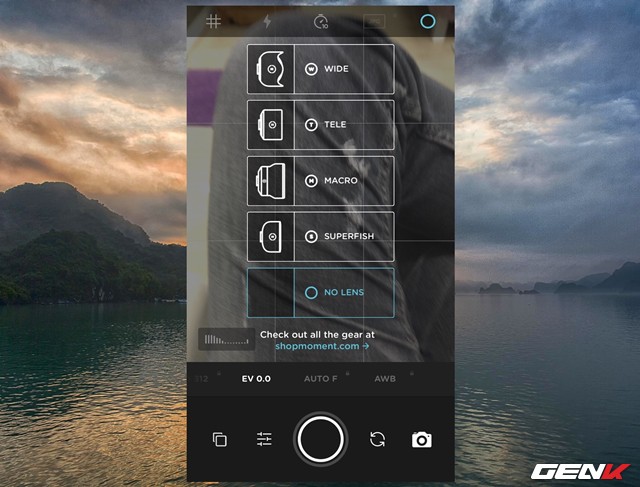 10
W WIDE
T TELE
M MACRO
S SUPERFISH
NO LENS
Check out all the gear at
shopmoment.com →
EV 0.0 AUTO F AWB
GENK